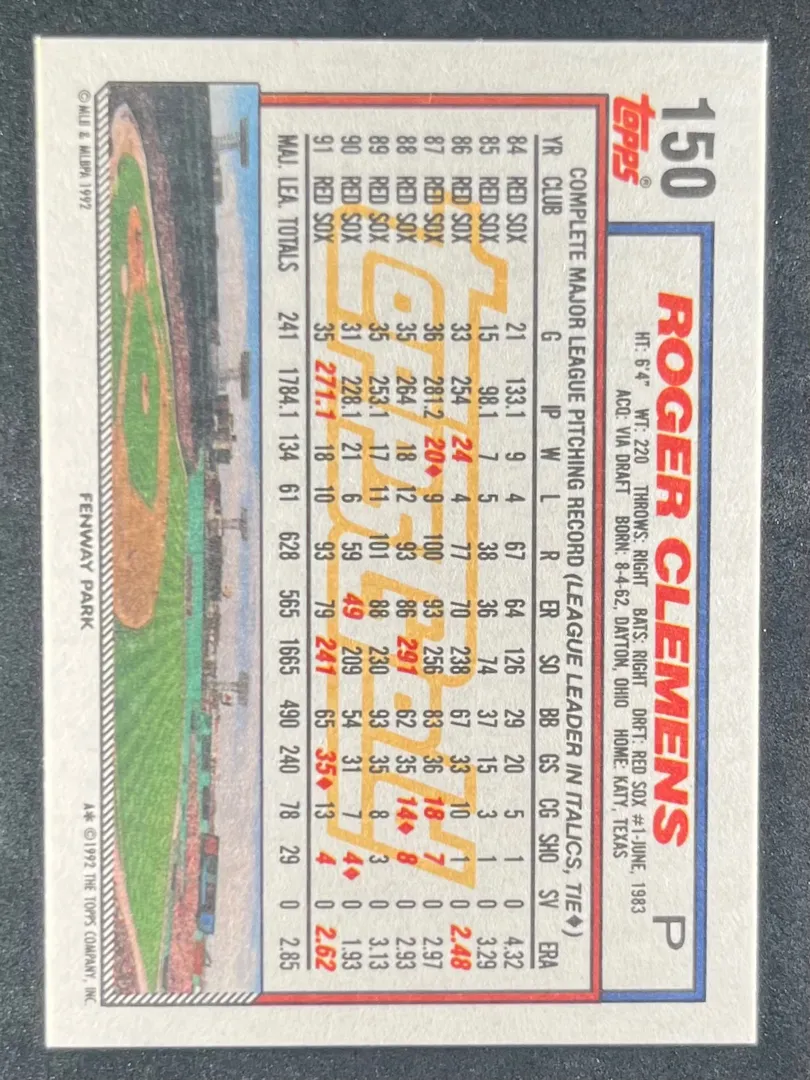 150
TOPPS®
ROGER CLEMENS P
HT: 6'4" WT: 220 THROWS: RIGHT BATS: RIGHT DRFT: RED SOX #1-JUNE, 1983
ACQ: VIA DRAFT BORN: 8-4-62, DAYTON, OHIO HOME: KATY, TEXAS
COMPLETE MAJOR LEAGUE PITCHING RECORD (LEAGUE LEADER IN ITALICS, TIE♦)
YR CLUB G IP W L R ER SO BB GS CG SHO SV ERA
84 RED SOX 21 133.1 9 4 67 64 126 29 20 5 1 0 4.32
85 RED SOX 15 98.1 7 5 38 36 74 37 15 3 1 0 3.29
86 RED SOX 33 254 24 4 77 70 238 67 33 10 1 0 2.48
87 RED SOX 36 281.2 20♦ 9 100 93 256 83 36 18 7 0 2.97
88 RED SOX 35 264 18 12 93 86 291 62 35 14♦ 8 0 2.93
89 RED SOX 35 253.1 17 11 101 88 230 93 35 8 3 0 3.13
90 RED SOX 31 228.1 21 6 59 49 209 54 31 7 4♦ 0 1.93
91 RED SOX 35 271.1 18 10 93 79 241 65 35♦ 13 4 0 2.62
MAJ. LEA. TOTALS 241 1784.1 134 61 628 565 1665 490 240 78 29 0 2.85
ToppsGold
© MLB & MLBPA 1992 FENWAY PARK A* ©1992 THE TOPPS COMPANY, INC.